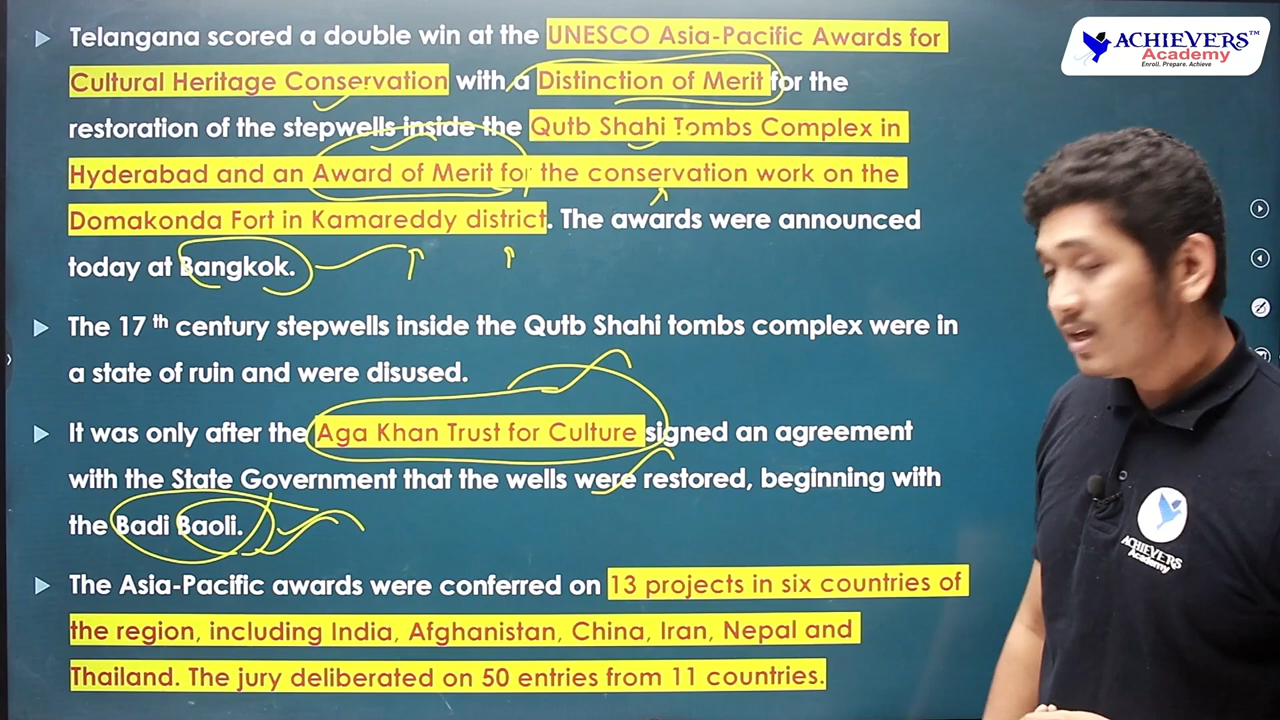 Telangana scored a double win at the UNESCO Asia-Pacific Awards for
Cultural Heritage Conservation with a Distinction of Merit for the
restoration of the stepwells inside the Qutb Shahi Tombs Complex in
Hyderabad and an Award of Merit for the conservation work on the
Domakonda Fort in Kamareddy district. The awards were announced
today at Bangkok.
The 17 th century stepwells inside the Qutb Shahi tombs complex were in
a state of ruin and were disused.
It was only after the Aga Khan Trust for Culture signed an agreement
with the State Government that the wells were restored, beginning with
the Badi Baoli.
The Asia-Pacific awards were conferred on 13 projects in six countries of
the region, including India, Afghanistan, China, Iran, Nepal and
Thailand. The jury deliberated on 50 entries from 11 countries.
ACHIEVERS™
Academy
Enroll. Prepare. Achieve
ACHIEVERS
Academy